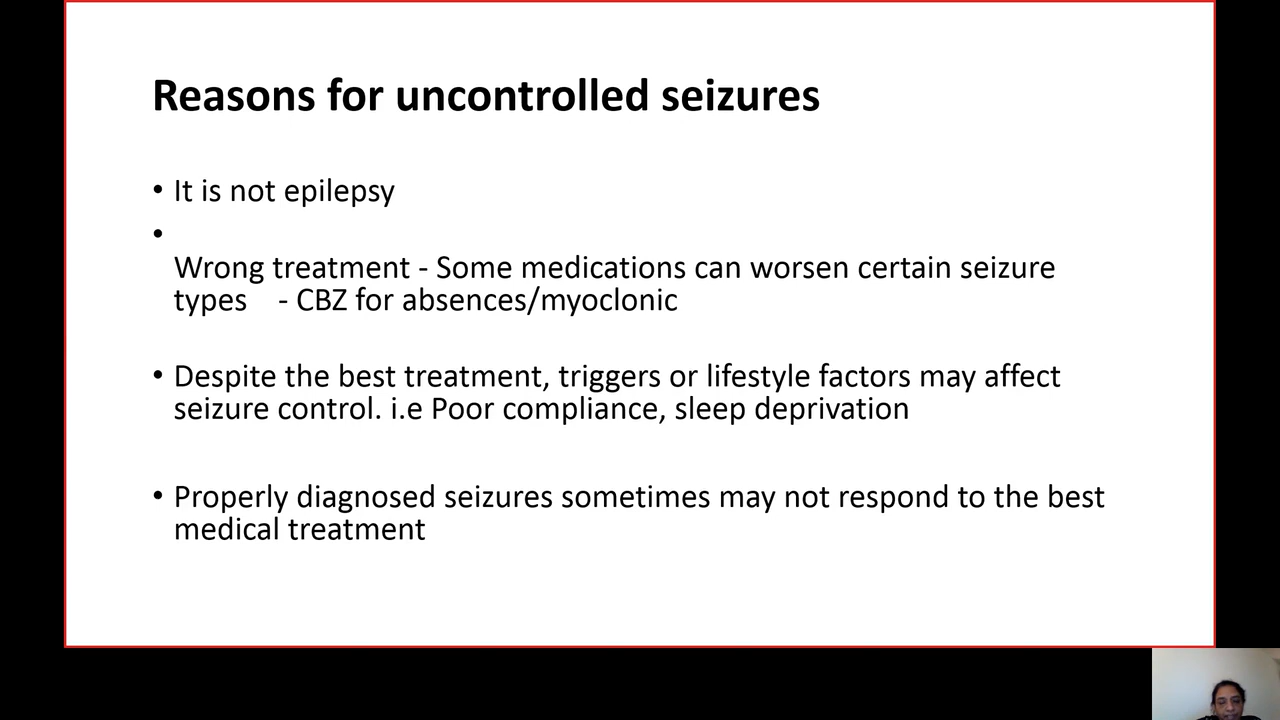 Reasons for uncontrolled seizures
• It is not epilepsy
•
Wrong treatment - Some medications can worsen certain seizure
types    - CBZ for absences/myoclonic
• Despite the best treatment, triggers or lifestyle factors may affect
seizure control. i.e Poor compliance, sleep deprivation
• Properly diagnosed seizures sometimes may not respond to the best
medical treatment